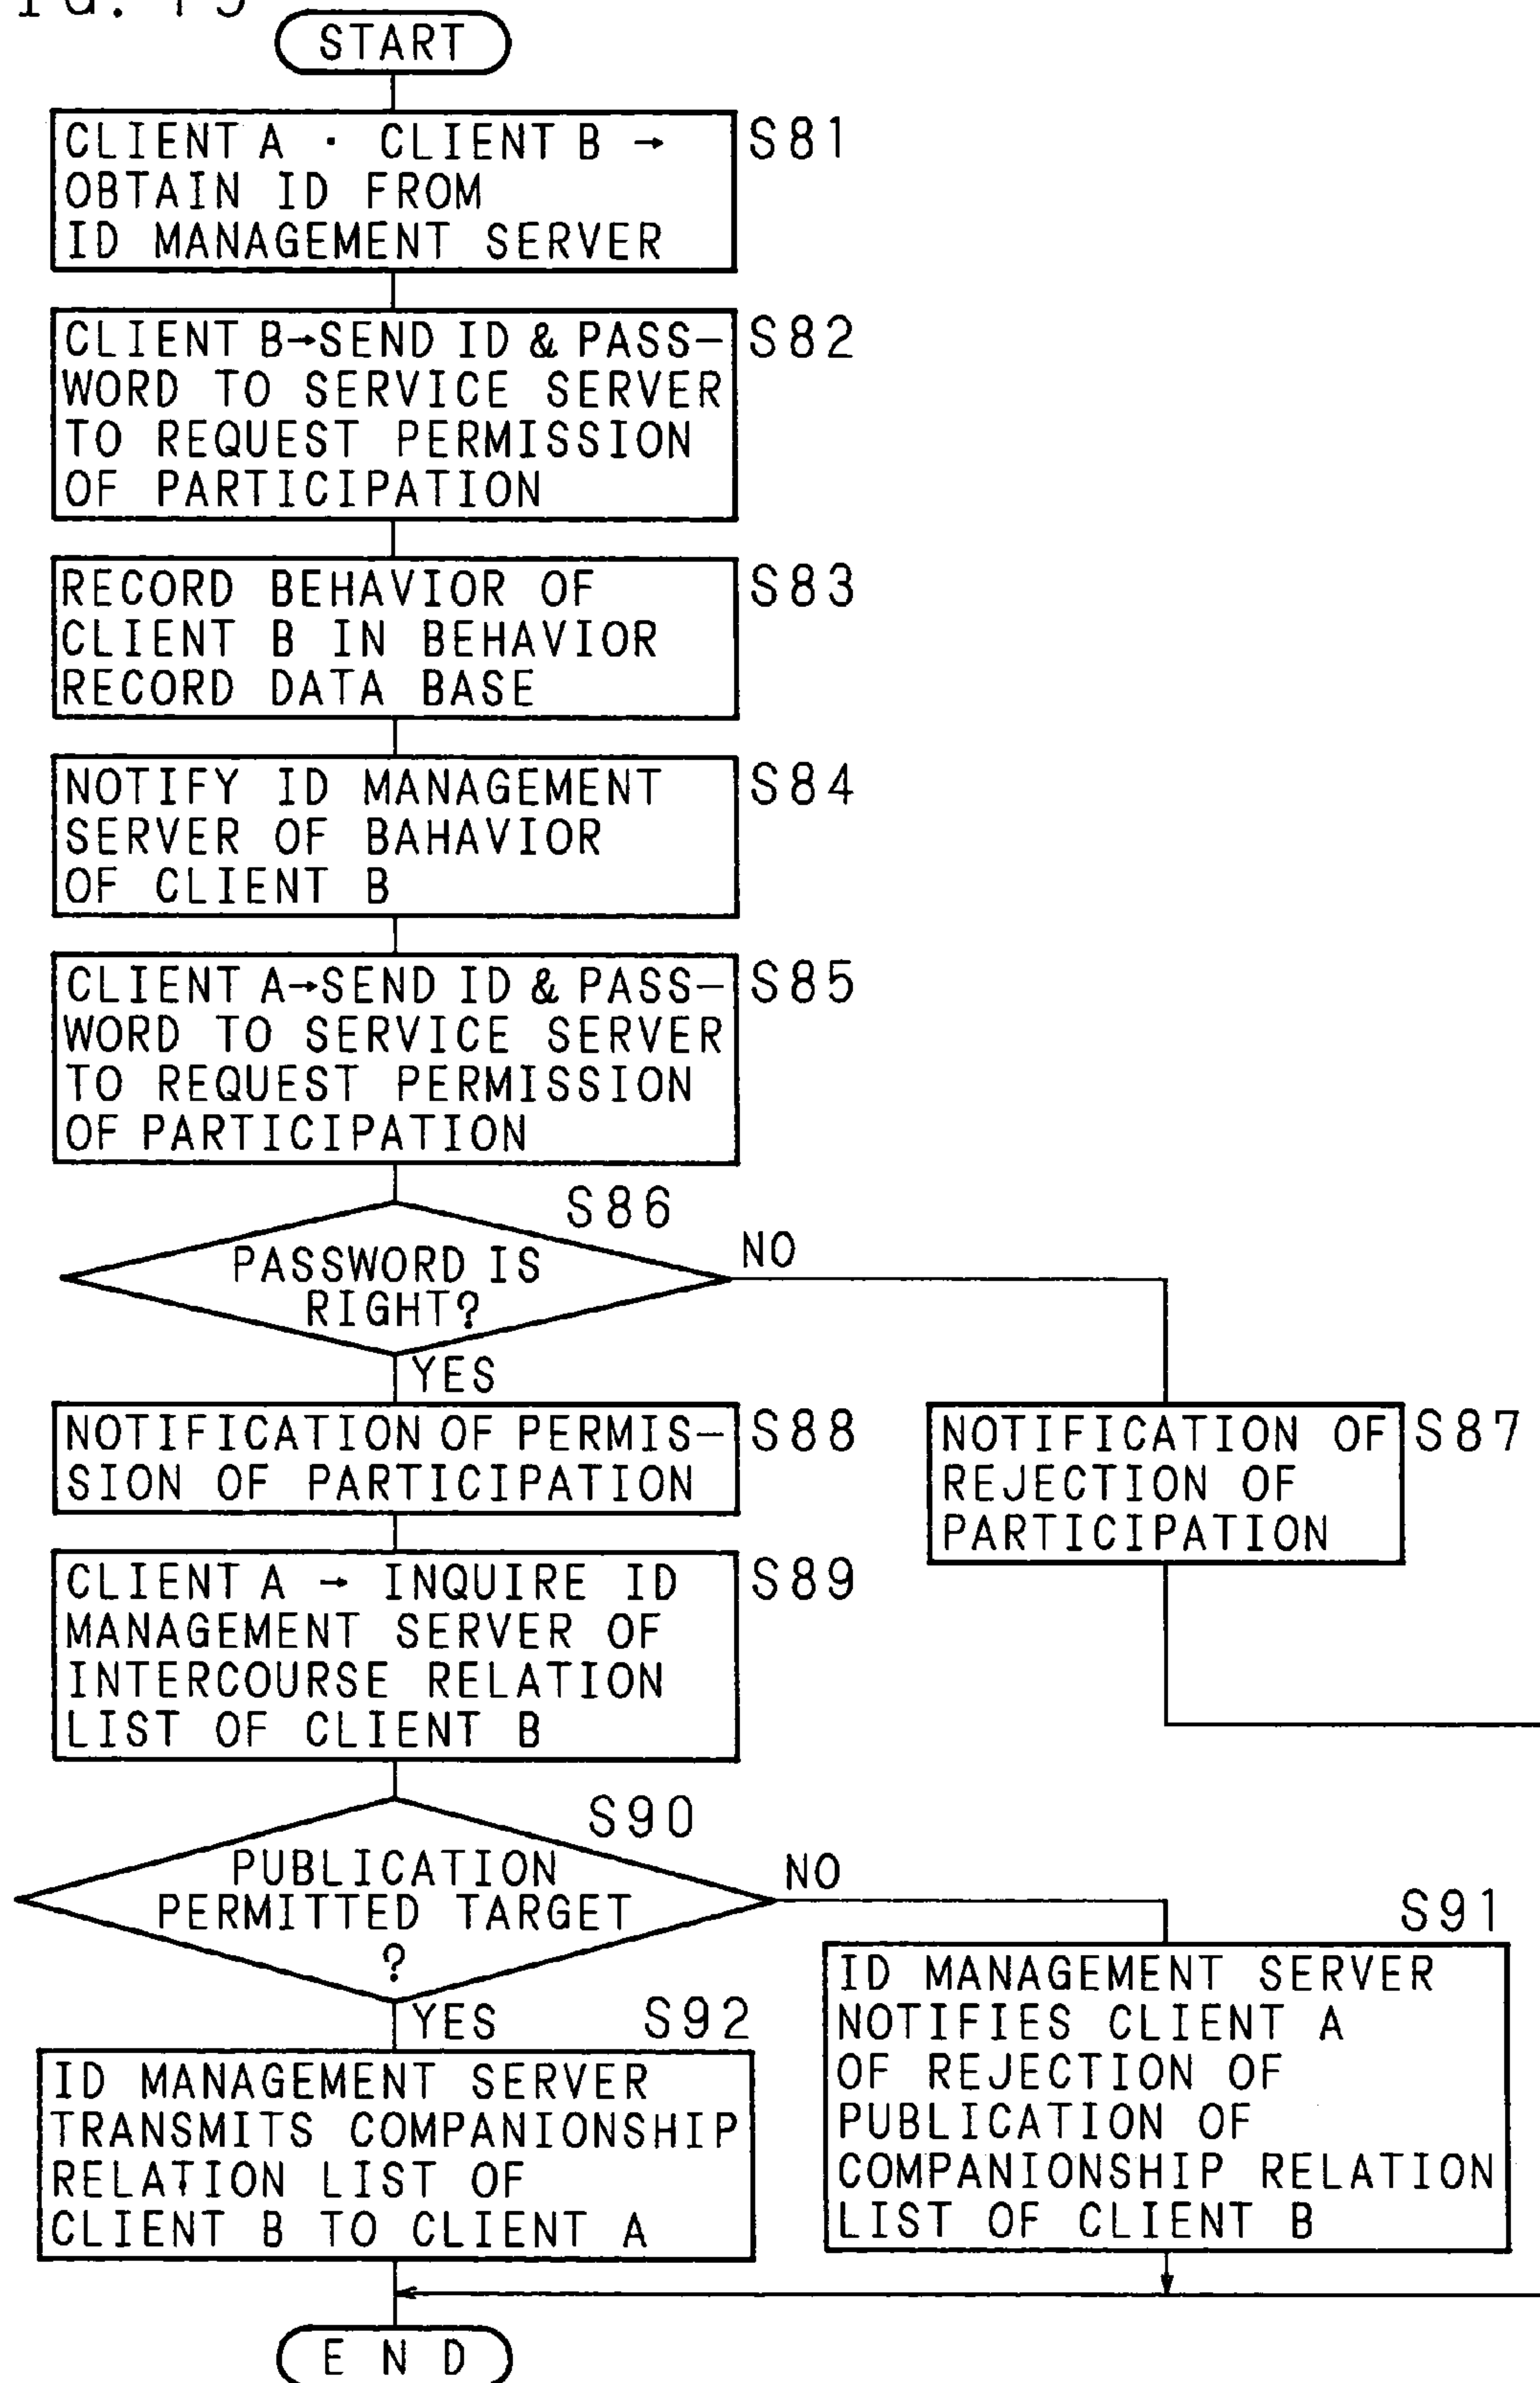 START
CLIENT A · CLIENT B →
OBTAIN ID FROM
ID MANAGEMENT SERVER
S81
CLIENT B→SEND ID & PASS-
WORD TO SERVICE SERVER
TO REQUEST PERMISSION
OF PARTICIPATION
S82
RECORD BEHAVIOR OF
CLIENT B IN BEHAVIOR
RECORD DATA BASE
S83
NOTIFY ID MANAGEMENT
SERVER OF BAHAVIOR
OF CLIENT B
S84
CLIENT A→SEND ID & PASS-
WORD TO SERVICE SERVER
TO REQUEST PERMISSION
OF PARTICIPATION
S85
S86
PASSWORD IS
RIGHT?
NO
YES
NOTIFICATION OF PERMIS-
SION OF PARTICIPATION
S88
NOTIFICATION OF
REJECTION OF
PARTICIPATION
S87
CLIENT A → INQUIRE ID
MANAGEMENT SERVER OF
INTERCOURSE RELATION
LIST OF CLIENT B
S89
S90
PUBLICATION
PERMITTED TARGET
?
NO
YES
S91
ID MANAGEMENT SERVER
NOTIFIES CLIENT A
OF REJECTION OF
PUBLICATION OF
COMPANIONSHIP RELATION
LIST OF CLIENT B
S92
ID MANAGEMENT SERVER
TRANSMITS COMPANIONSHIP
RELATION LIST OF
CLIENT B TO CLIENT A
END